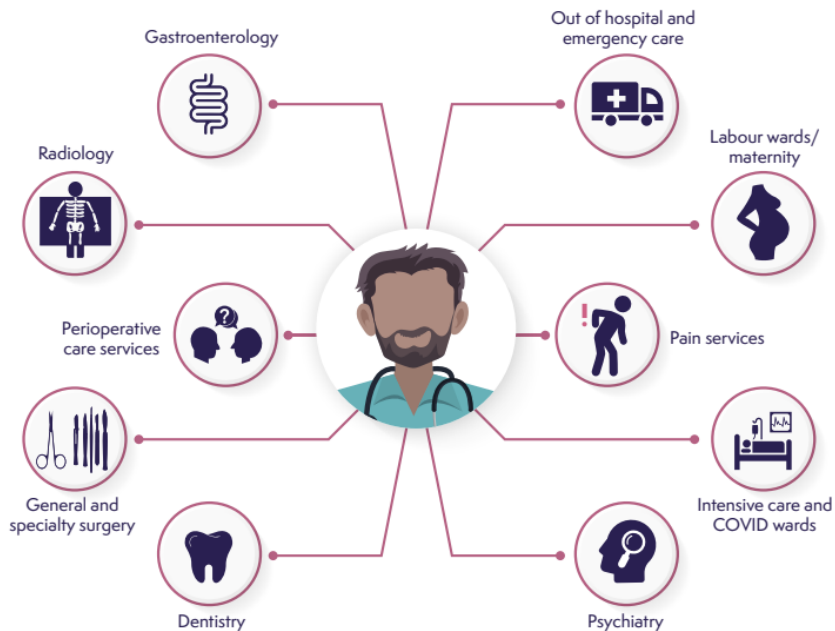 Gastroenterology
Out of hospital and
emergency care
Radiology
Labour wards/
maternity
?
Perioperative
care services
!
Pain services
General and
specialty surgery
Intensive care and
COVID wards
Dentistry
Psychiatry